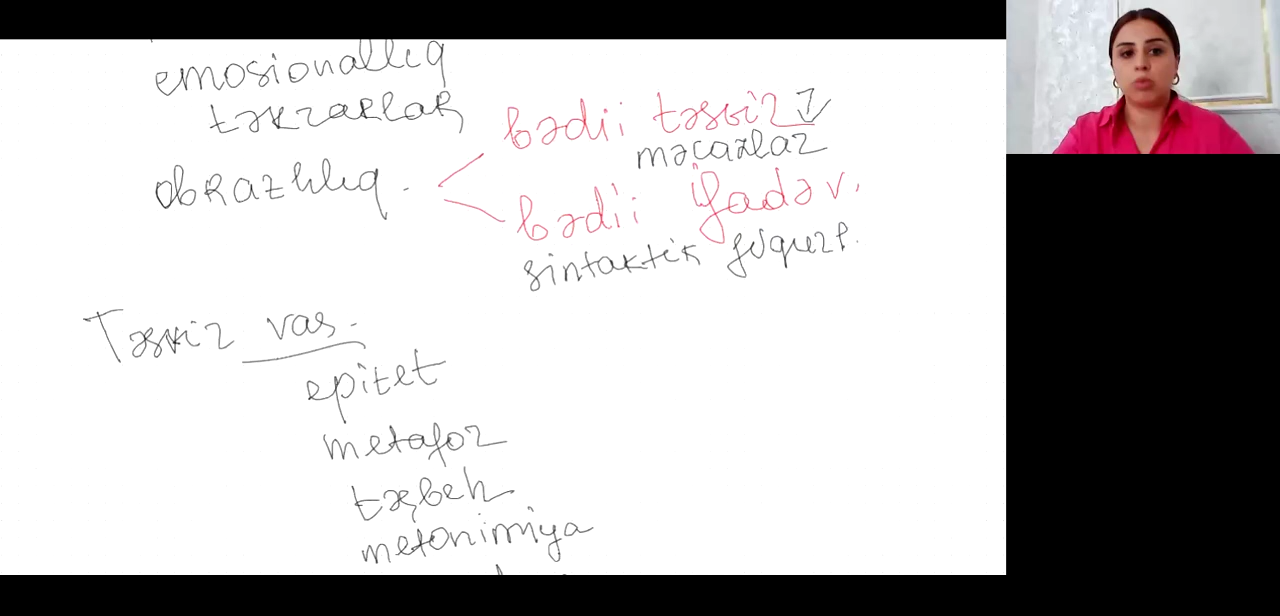 emosionallıq
təkrarlar
obrazlılıq -
bədii təsvir
məcazlar
bədii ifadə v.
sintaktik fiqurl.
Təsvir vas.
epitet
metafor
təşbeh
metonimiya